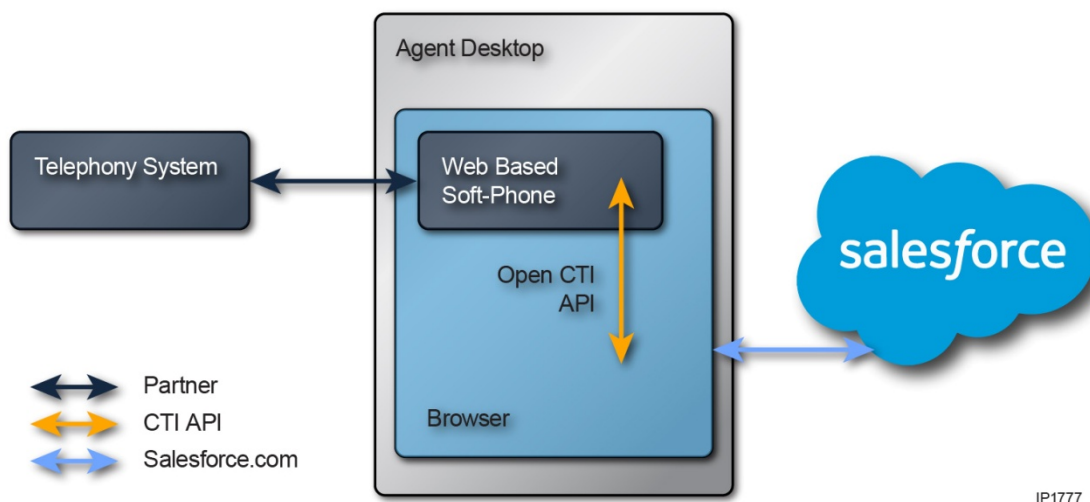 Agent Desktop
Telephony System
Web Based
Soft-Phone
salesforce
Open CTI
API
Partner
CTI API
Salesforce.com
Browser
IP1777